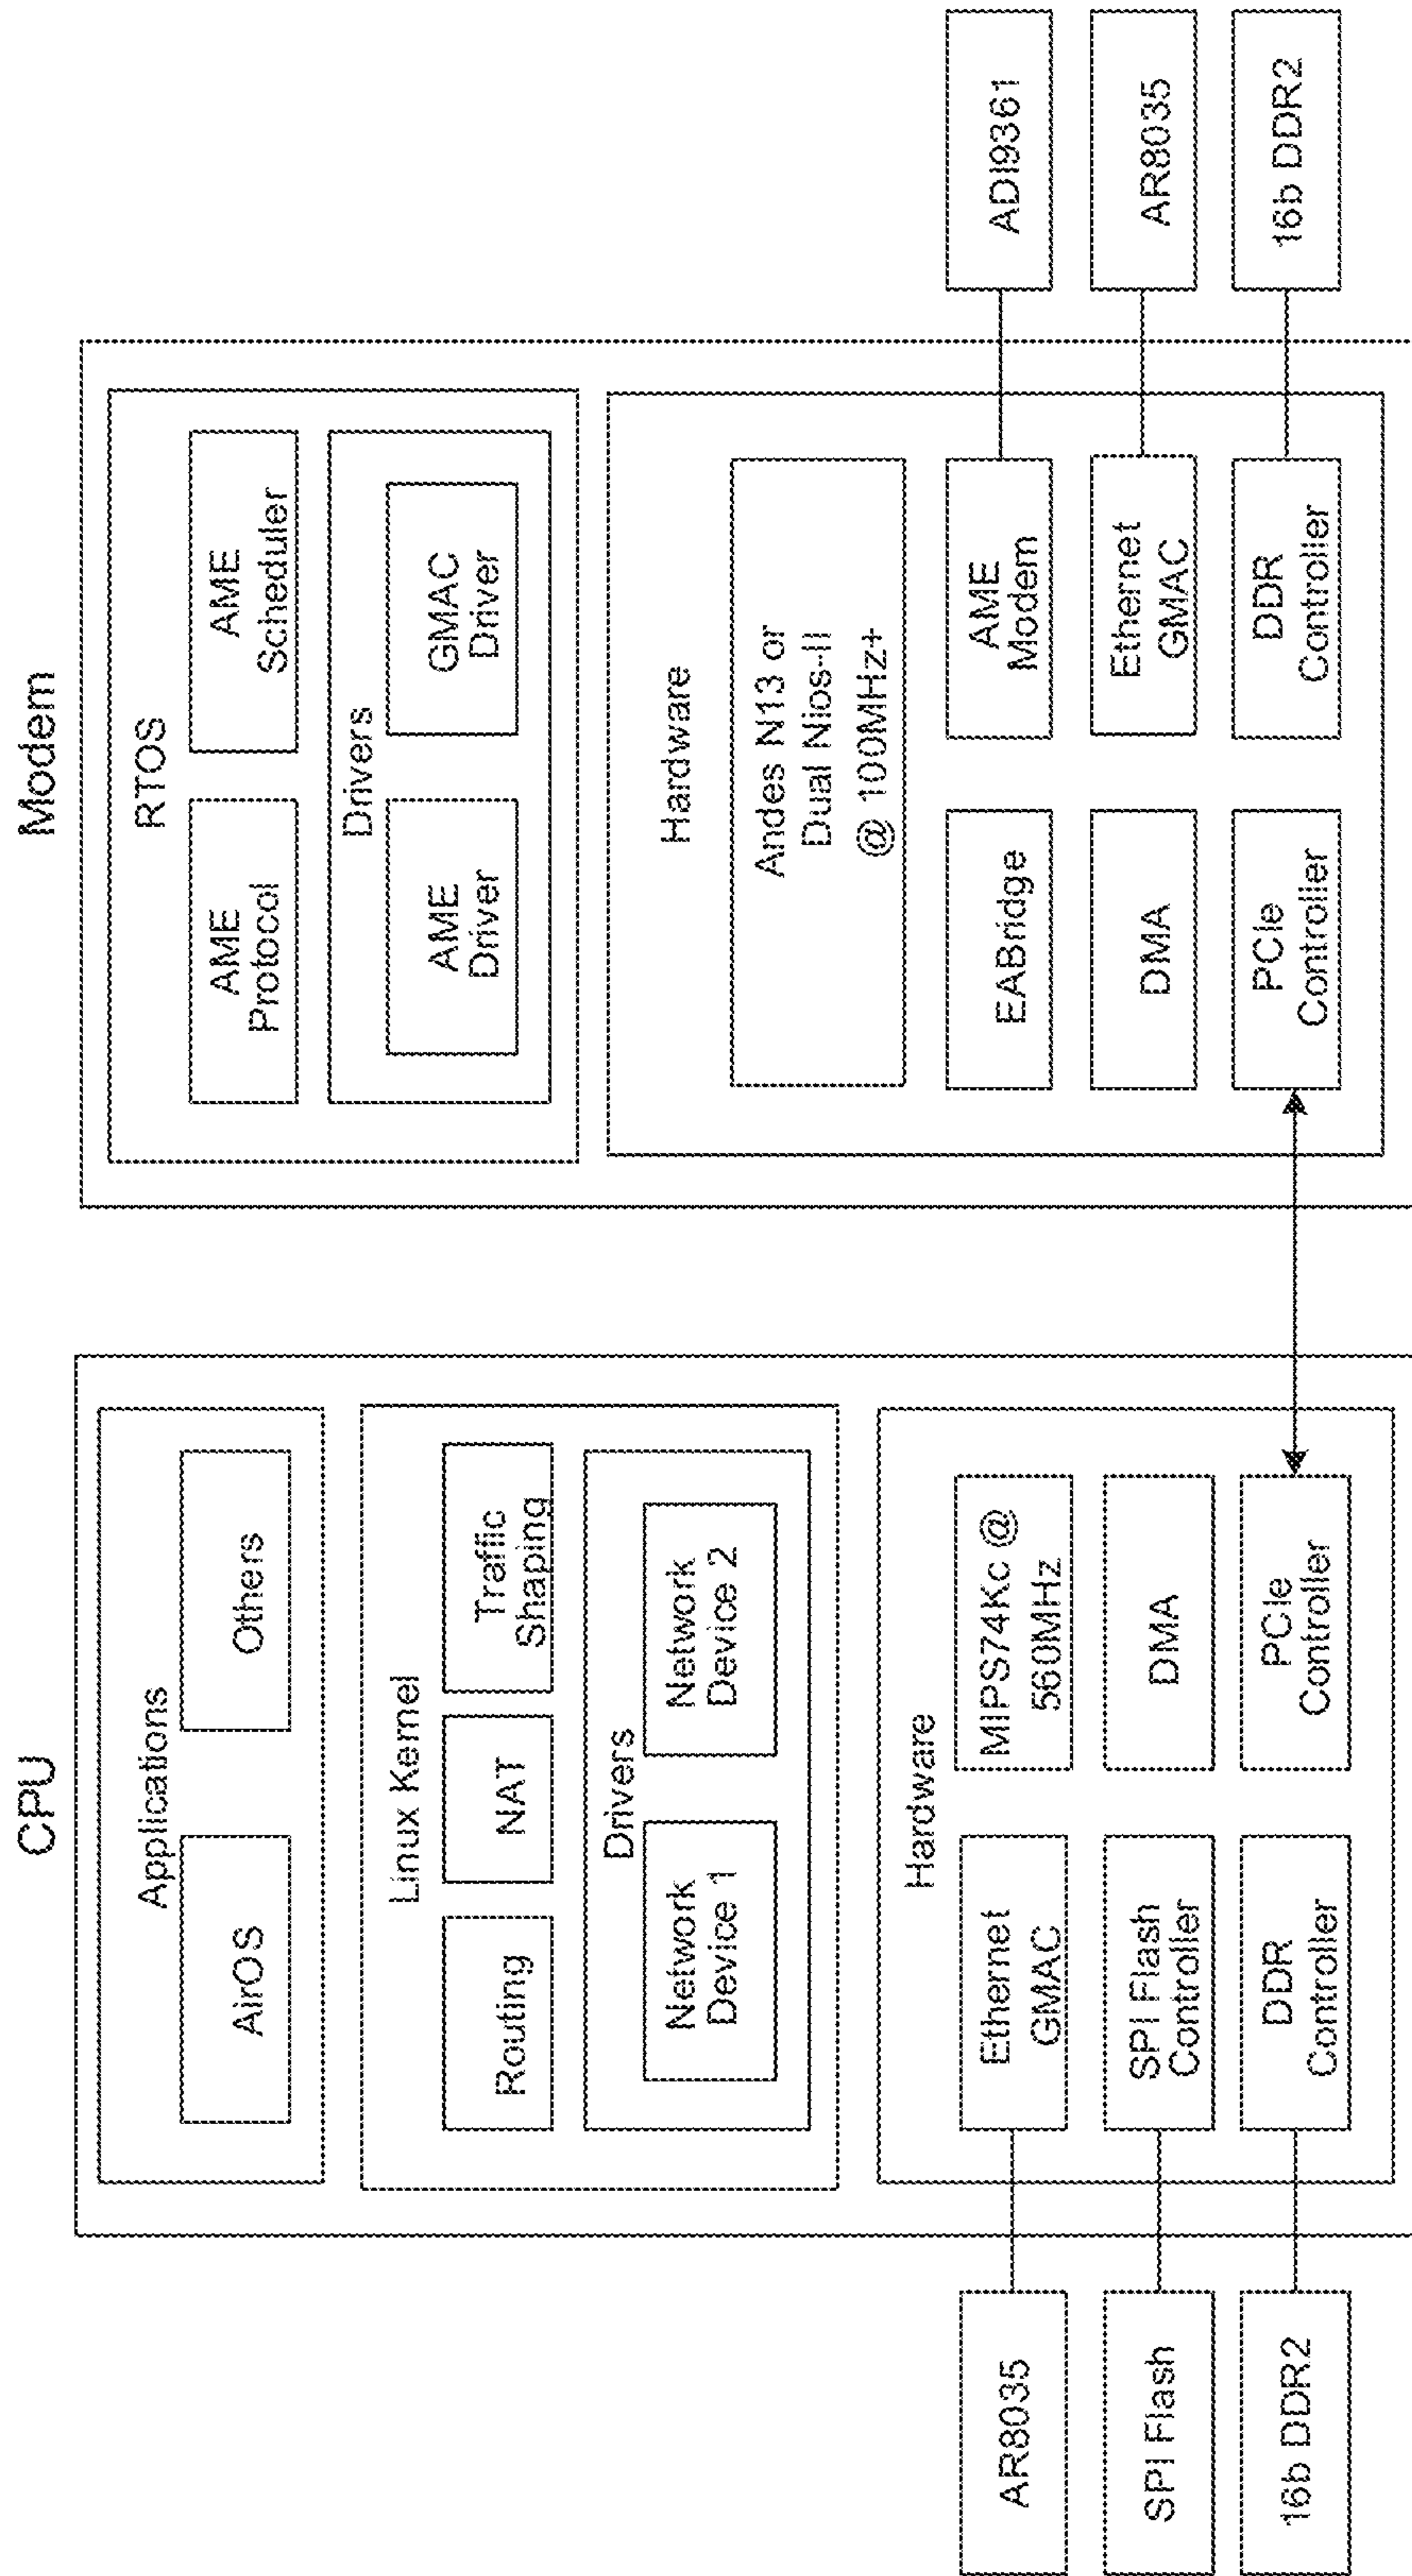 CPU
Applications
AirOS
Others
Linux Kernel
Routing
NAT
Traffic
Shaping
Drivers
Network
Device 1
Network
Device 2
Hardware
Ethernet
GMAC
MIPS74Kc @
560MHz
SPI Flash
Controller
DMA
DDR
Controller
PCIe
Controller
AR8035
SPI Flash
16b DDR2
Modem
RTOS
AME
Protocol
AME
Scheduler
Drivers
AME
Driver
GMAC
Driver
Hardware
Andes N13 or
Dual Nios-II
@ 100MHz+
EABridge
AME
Modem
DMA
Ethernet
GMAC
PCIe
Controller
DDR
Controller
ADI9361
AR8035
16b DDR2